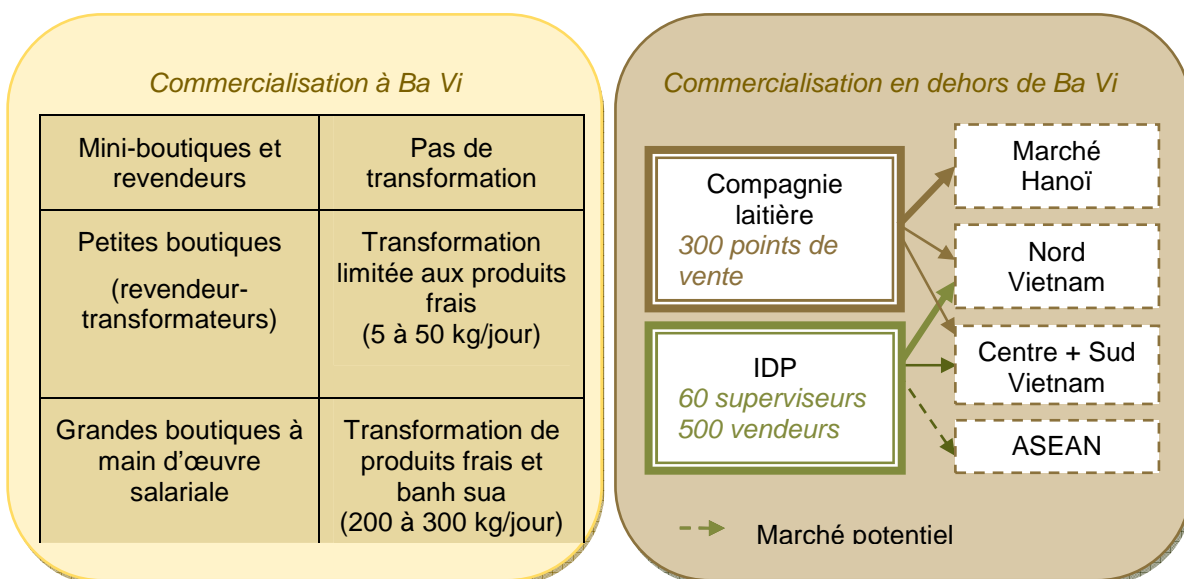 Commercialisation à Ba Vi
Mini-boutiques et
revendeurs
Pas de
transformation
Petites boutiques
(revendeur-
transformateurs)
Transformation
limitée aux produits
frais
(5 à 50 kg/jour)
Grandes boutiques à
main d'œuvre
salariale
Transformation de
produits frais et
banh sua
(200 à 300 kg/jour)
Commercialisation en dehors de Ba Vi
Compagnie
laitière
300 points de
vente
IDP
60 superviseurs
500 vendeurs
Marché
Hanoï
Nord
Vietnam
Centre + Sud
Vietnam
ASEAN
Marché potentiel